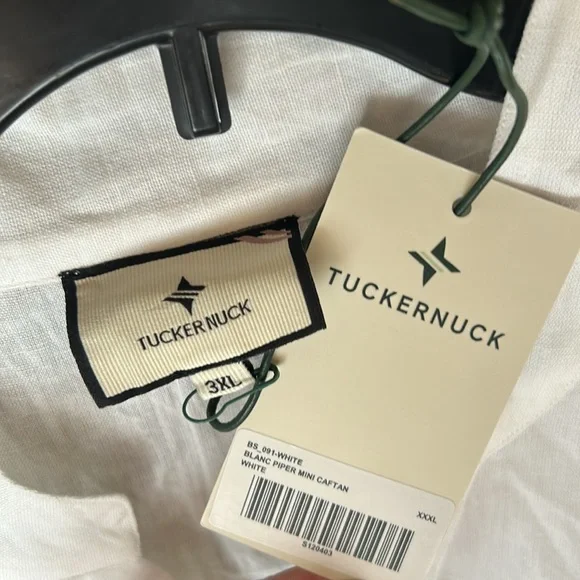 TUCKERNUCK
3XL
TUCKERNUCK
BS_091-WHITE
BLANC PIPER MINI CAFTAN
WHITE
XXXL
S120403